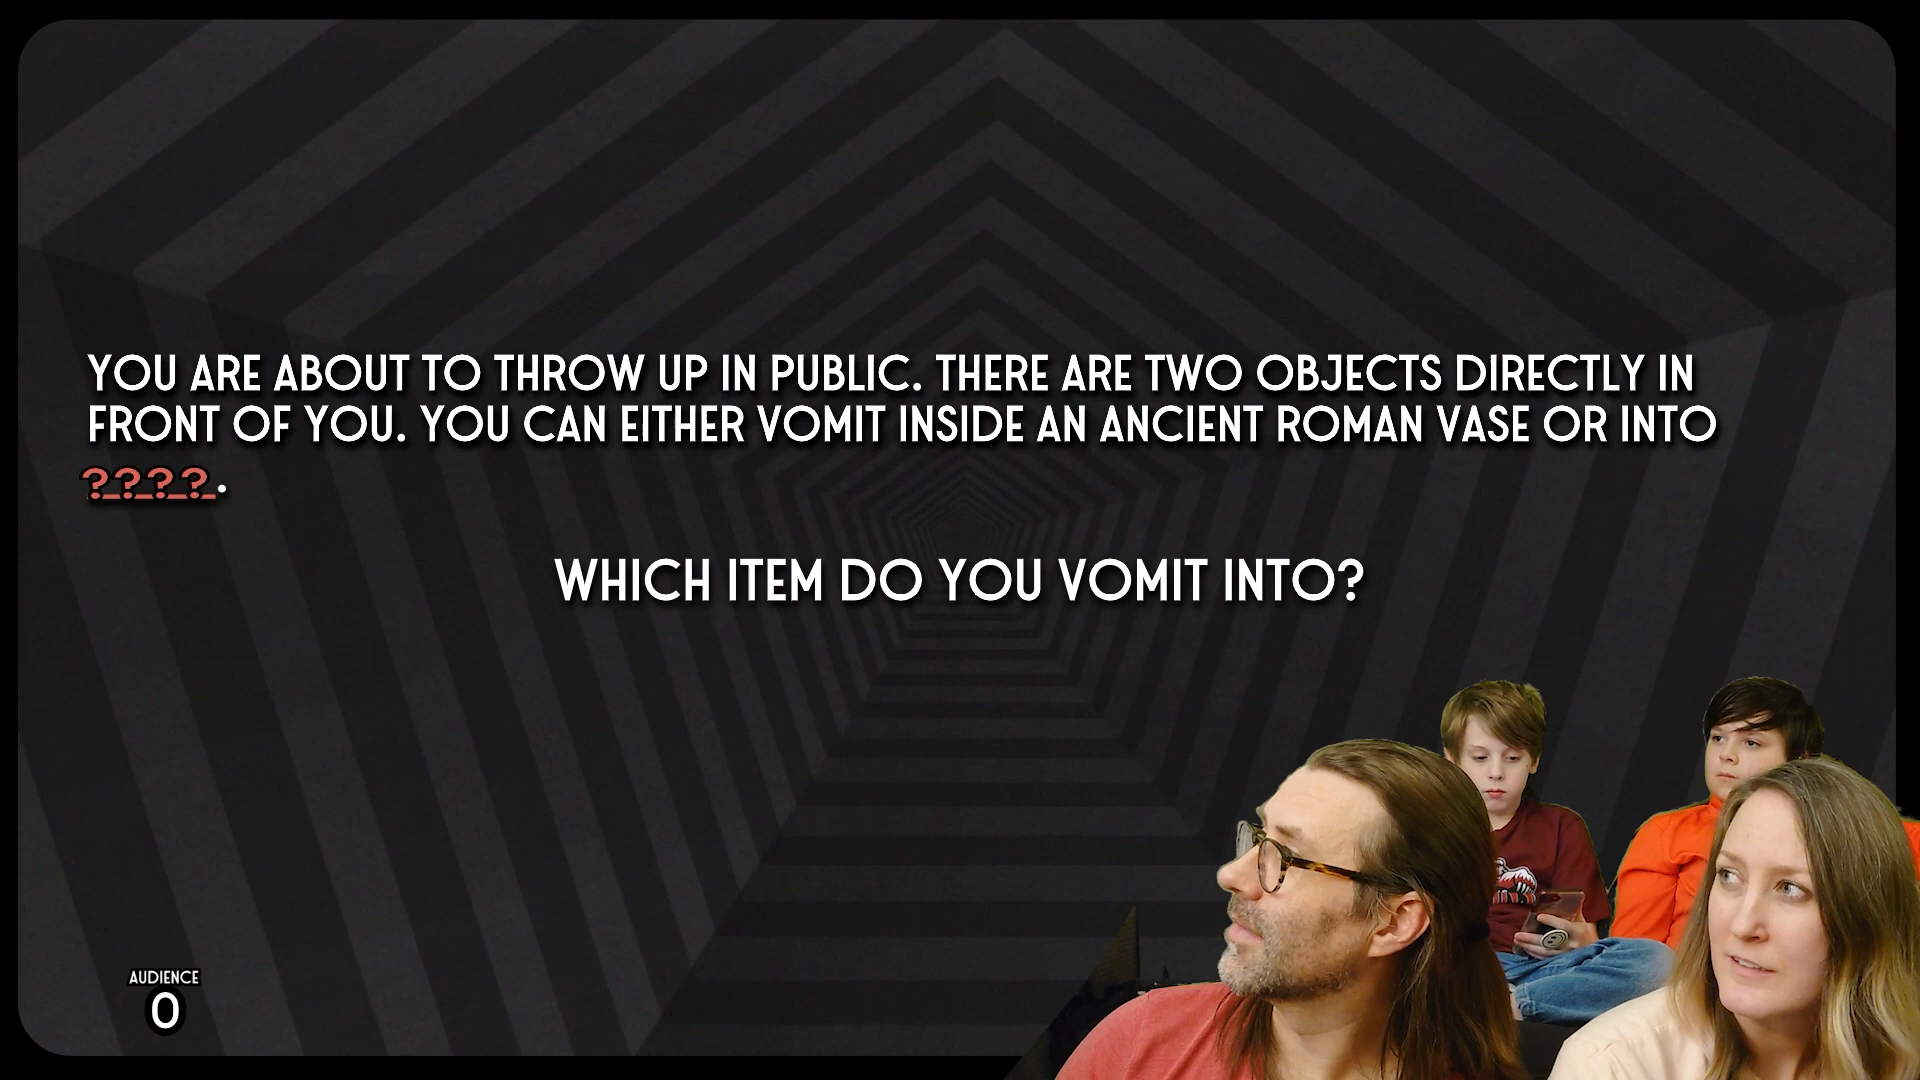 YOU ARE ABOUT TO THROW UP IN PUBLIC. THERE ARE TWO OBJECTS DIRECTLY IN
FRONT OF YOU. YOU CAN EITHER VOMIT INSIDE AN ANCIENT ROMAN VASE OR INTO
????.
WHICH ITEM DO YOU VOMIT INTO?
AUDIENCE
0